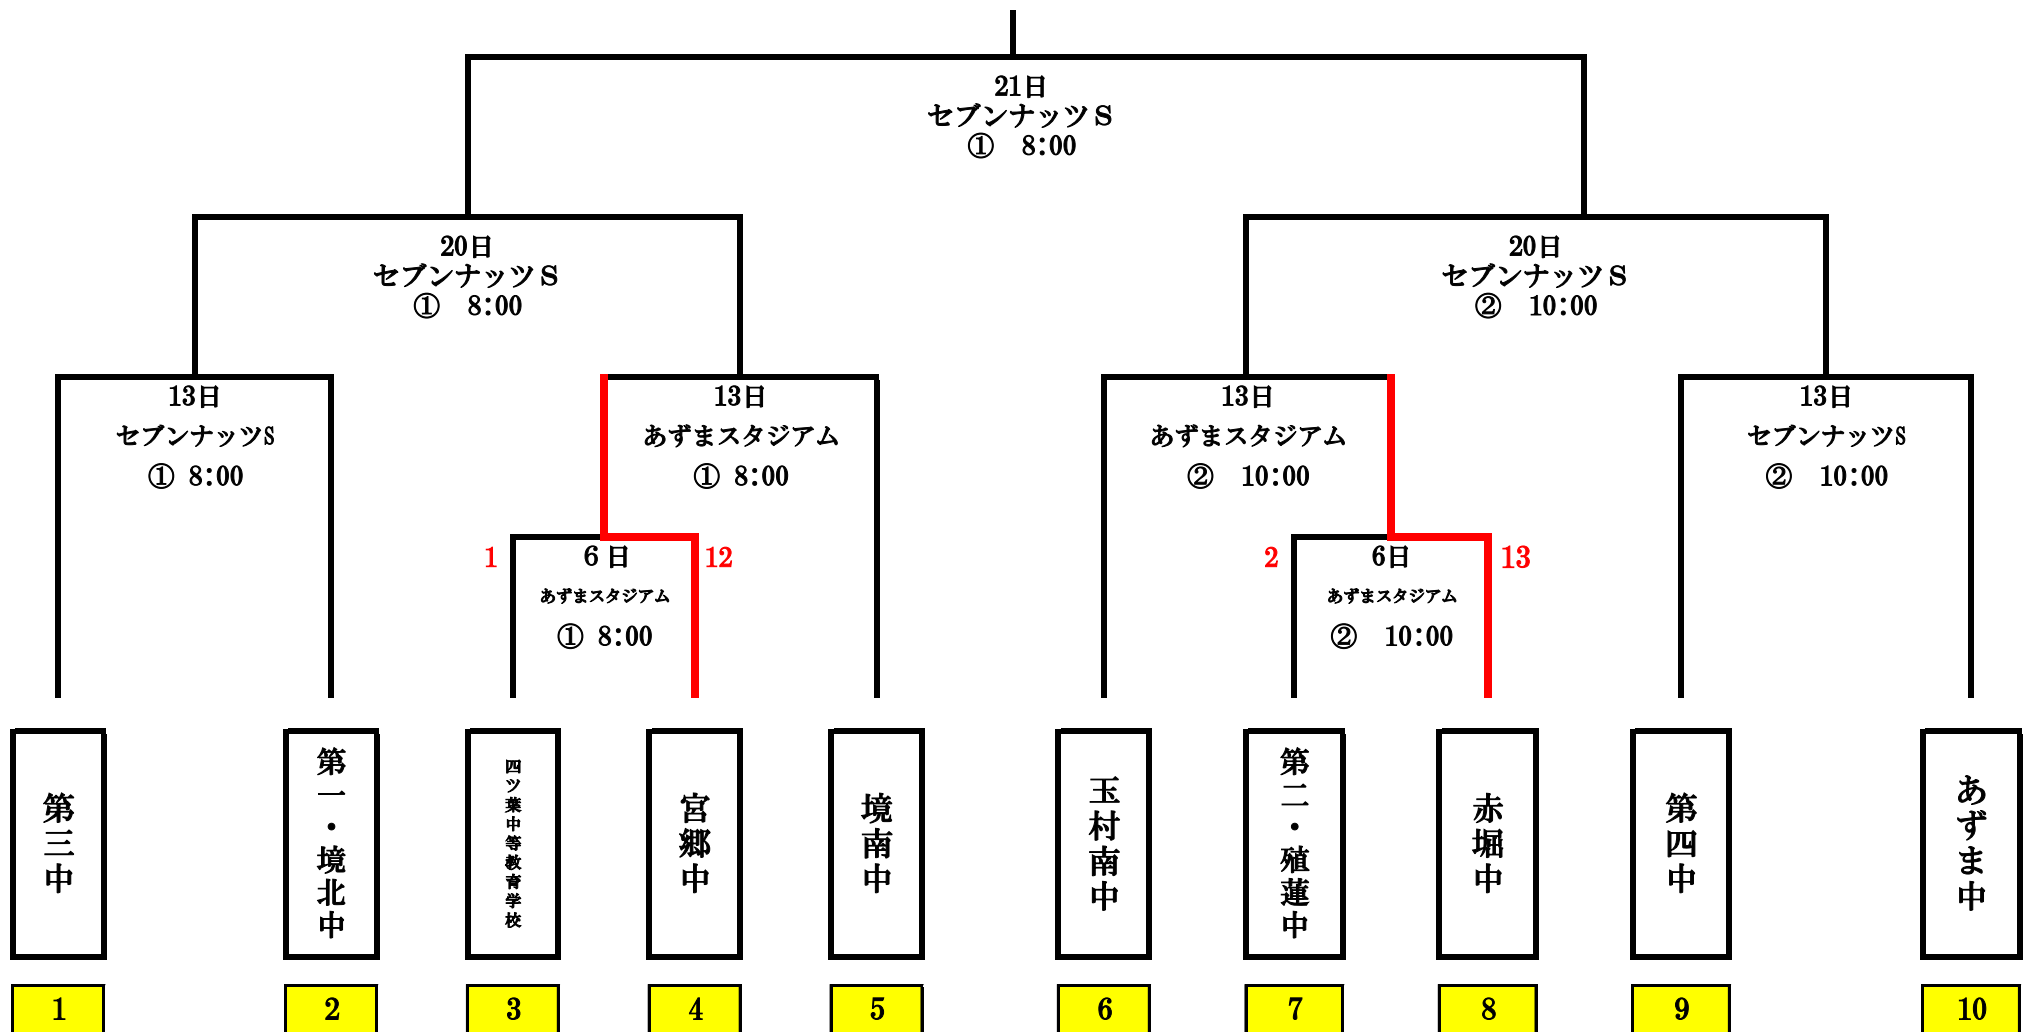 21日
セブンナッツS
① 8:00
20日
セブンナッツS
① 8:00
20日
セブンナッツS
② 10:00
13日
セブンナッツS
① 8:00
13日
あずまスタジアム
① 8:00
13日
あずまスタジアム
② 10:00
13日
セブンナッツS
② 10:00
1
6日
12
あずまスタジアム
① 8:00
2
6日
13
あずまスタジアム
② 10:00
第三中
第一・境北中
四ツ葉中等教育学校
宮郷中
境南中
玉村南中
第二・殖蓮中
赤堀中
第四中
あずま中
1
2
3
4
5
6
7
8
9
10